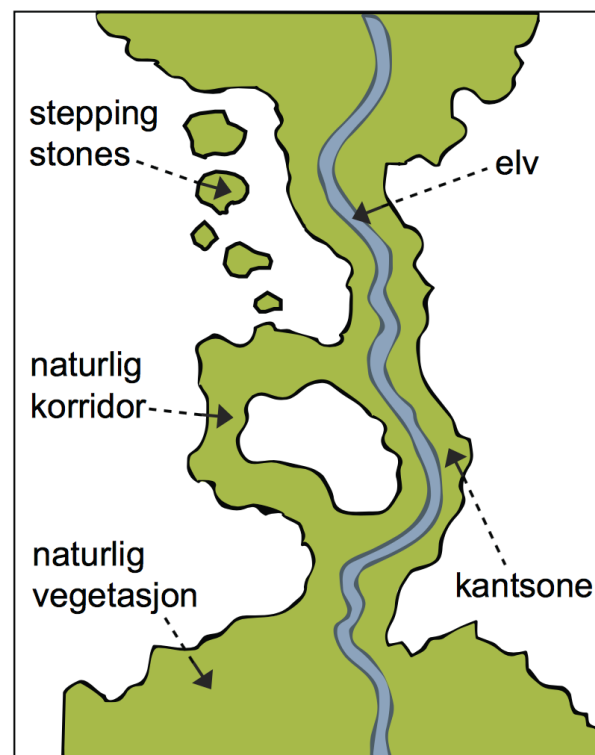 stepping
stones
elv
naturlig
korridor
naturlig
vegetasjon
kantsone